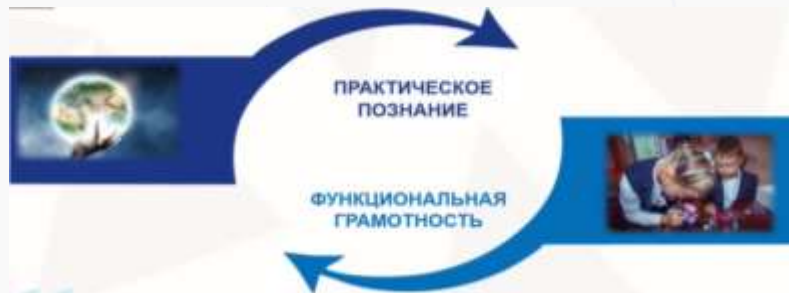 ПРАКТИЧЕСКОЕ
ПОЗНАНИЕ
ФУНКЦИОНАЛЬНАЯ
ГРАМОТНОСТЬ